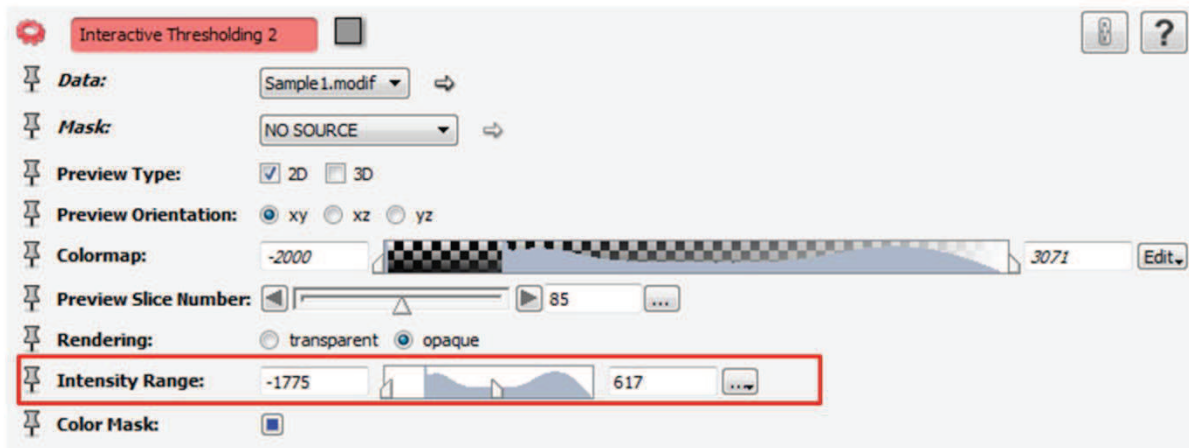 Interactive Thresholding 2 ?
Data: Sample1.modif
Mask: NO SOURCE
Preview Type: 2D 3D
Preview Orientation: xy xz yz
Colormap: -2000 3071 Edit
Preview Slice Number: 85 ...
Rendering: transparent opaque
Intensity Range: -1775 617 ...
Color Mask: